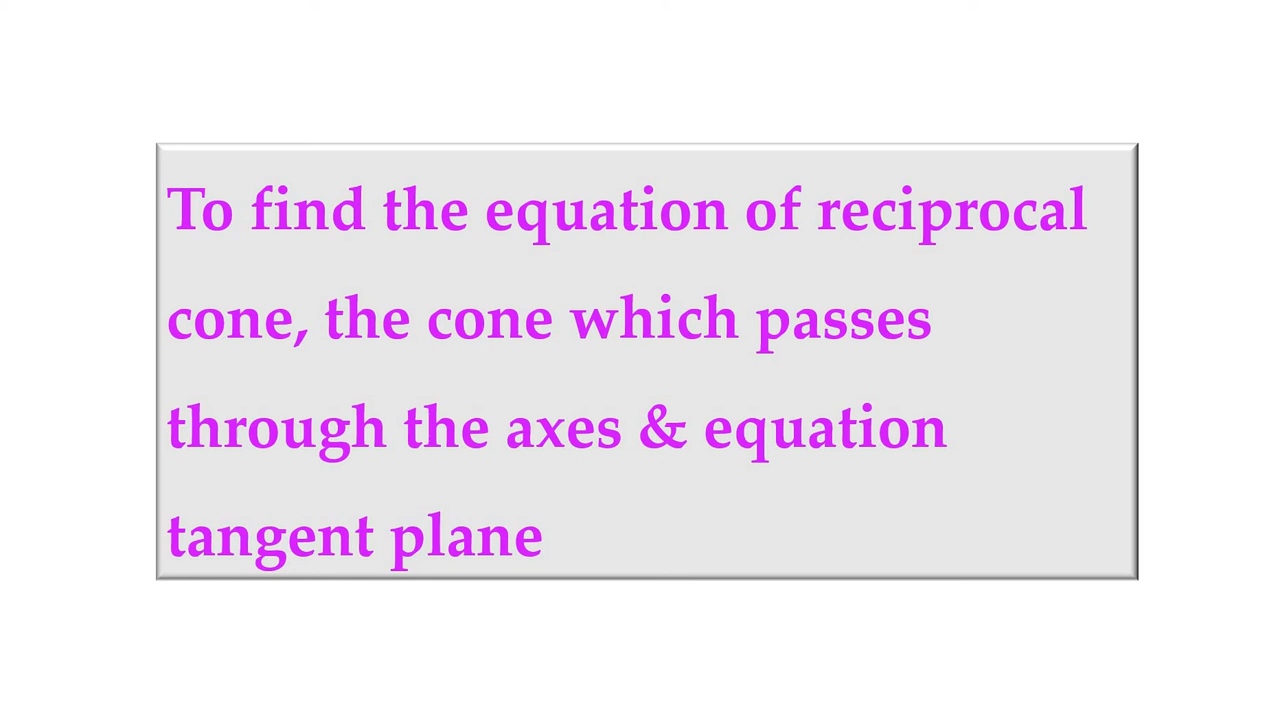 To find the equation of reciprocal
cone, the cone which passes
through the axes & equation
tangent plane